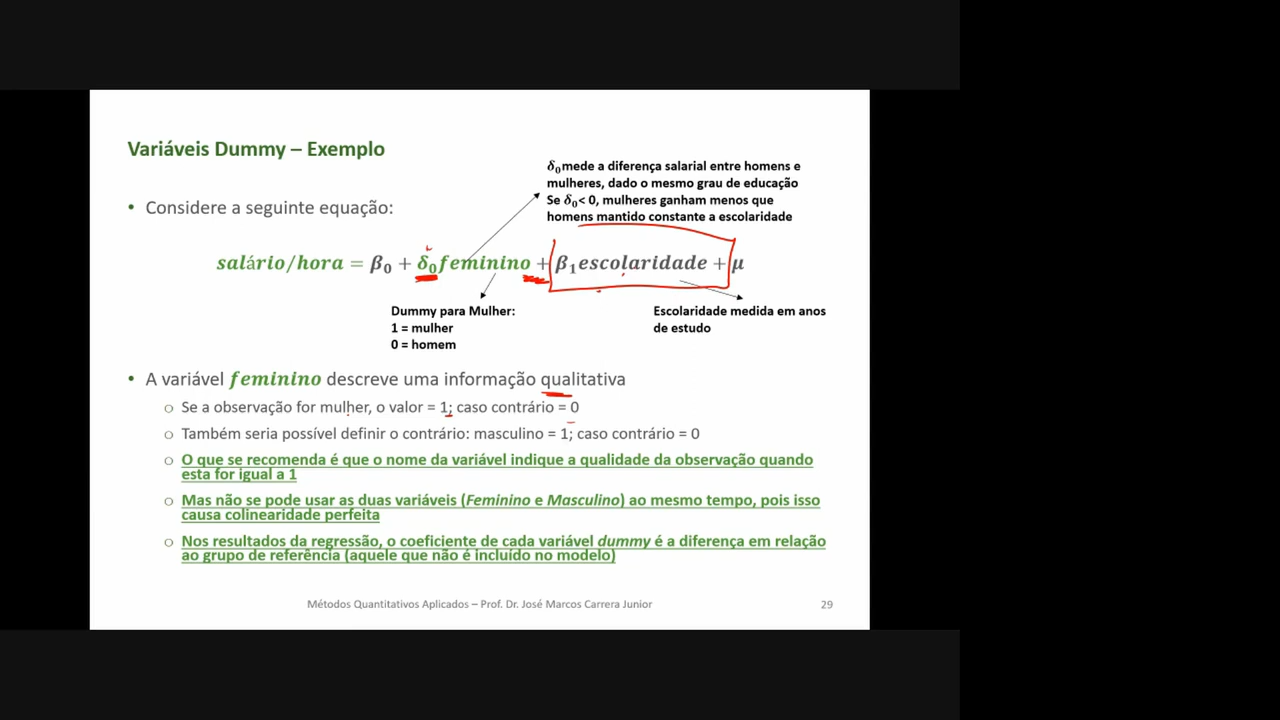 Variáveis Dummy – Exemplo
δ₀mede a diferença salarial entre homens e
mulheres, dado o mesmo grau de educação
Se δ₀< 0, mulheres ganham menos que
homens mantido constante a escolaridade
• Considere a seguinte equação:
salário/hora = β₀ + δ₀feminino + β₁escolaridade + μ
Dummy para Mulher:
1 = mulher
0 = homem
Escolaridade medida em anos
de estudo
• A variável feminino descreve uma informação qualitativa
○ Se a observação for mulher, o valor = 1; caso contrário = 0
○ Também seria possível definir o contrário: masculino = 1; caso contrário = 0
○ O que se recomenda é que o nome da variável indique a qualidade da observação quando
esta for igual a 1
○ Mas não se pode usar as duas variáveis (Feminino e Masculino) ao mesmo tempo, pois isso
causa colinearidade perfeita
○ Nos resultados da regressão, o coeficiente de cada variável dummy é a diferença em relação
ao grupo de referência (aquele que não é incluído no modelo)
Métodos Quantitativos Aplicados – Prof. Dr. José Marcos Carrera Junior
29